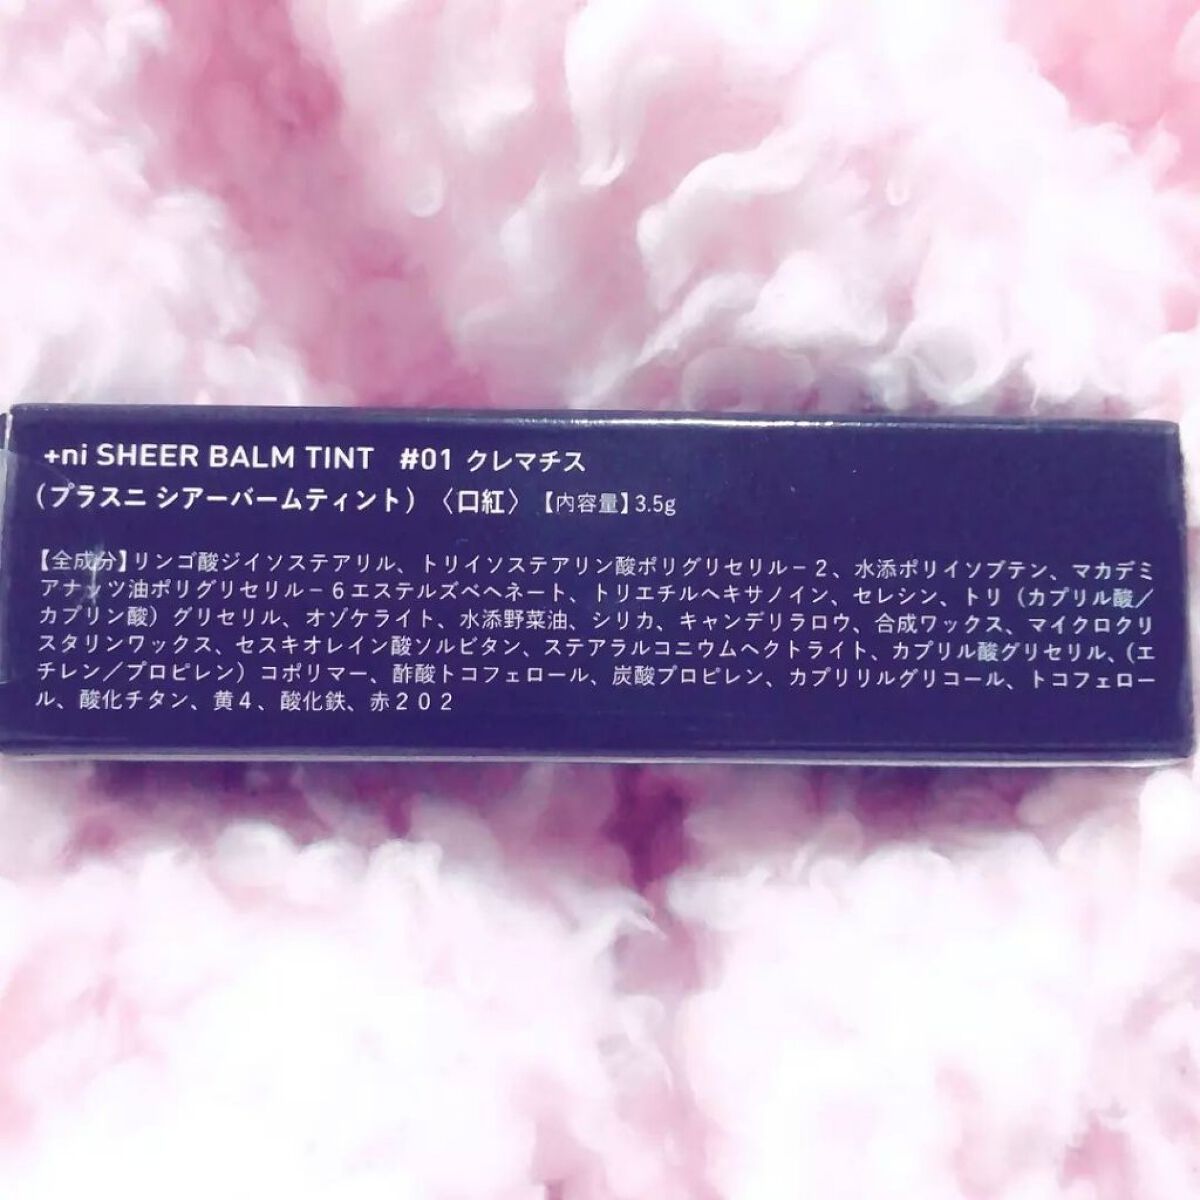 +ni SHEER BALM TINT #01 クレマチス
（プラスニ シアーバームティント）〈口紅〉【内容量】3.5g
【全成分】リンゴ酸ジイソステアリル、トリイソステアリン酸ポリグリセリル－２、水添ポリイソブテン、マカデミ
アナッツ油ポリグリセリル－６エステルズベヘネート、トリエチルヘキサノイン、セレシン、トリ（カプリル酸／
カプリン酸）グリセリル、オゾケライト、水添野菜油、シリカ、キャンデリラロウ、合成ワックス、マイクロクリ
スタリンワックス、セスキオレイン酸ソルビタン、ステアラルコニウムヘクトライト、カプリル酸グリセリル、（エ
チレン／プロピレン）コポリマー、酢酸トコフェロール、炭酸プロピレン、カプリリルグリコール、トコフェロー
ル、酸化チタン、黄４、酸化鉄、赤２０２